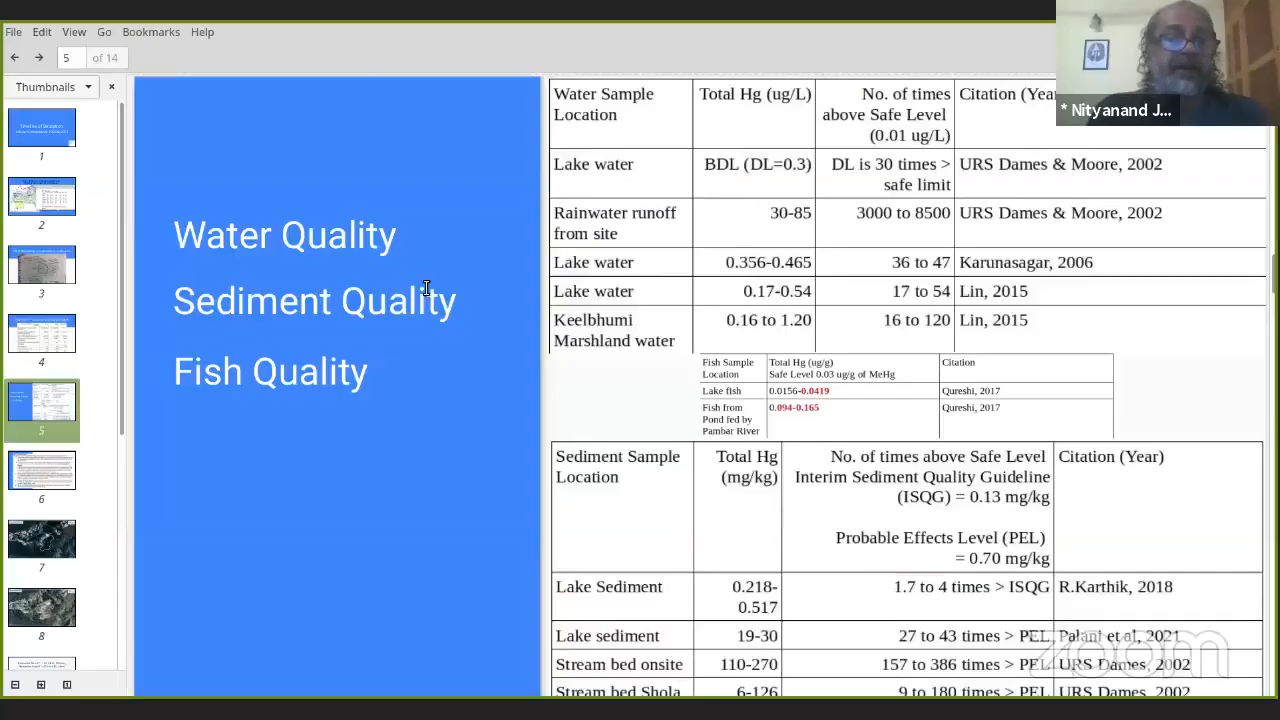 File Edit View Go Bookmarks Help
5 of 14
Thumbnails
1
2
3
4
5
6
7
8
Water Quality
Sediment Quality
Fish Quality
Water Sample Location Total Hg (ug/L) No. of times above Safe Level (0.01 ug/L) Citation (Year
Lake water BDL (DL=0.3) DL is 30 times > safe limit URS Dames & Moore, 2002
Rainwater runoff from site 30-85 3000 to 8500 URS Dames & Moore, 2002
Lake water 0.356-0.465 36 to 47 Karunasagar, 2006
Lake water 0.17-0.54 17 to 54 Lin, 2015
Keelbhumi Marshland water 0.16 to 1.20 16 to 120 Lin, 2015
Fish Sample Location Total Hg (ug/g) Safe Level 0.03 ug/g of MeHg Citation
Lake fish 0.0156-0.0419 Qureshi, 2017
Fish from Pond fed by Pambar River 0.094-0.165 Qureshi, 2017
Sediment Sample Location Total Hg (mg/kg) No. of times above Safe Level Interim Sediment Quality Guideline (ISQG) = 0.13 mg/kg Probable Effects Level (PEL) = 0.70 mg/kg Citation (Year)
Lake Sediment 0.218-0.517 1.7 to 4 times > ISQG R.Karthik, 2018
Lake sediment 19-30 27 to 43 times > PEL Palani et al, 2021
Stream bed onsite 110-270 157 to 386 times > PEL URS Dames, 2002
Stream bed Shola 6-126 9 to 180 times > PEL URS Dames, 2002
* Nityanand J...
zoom